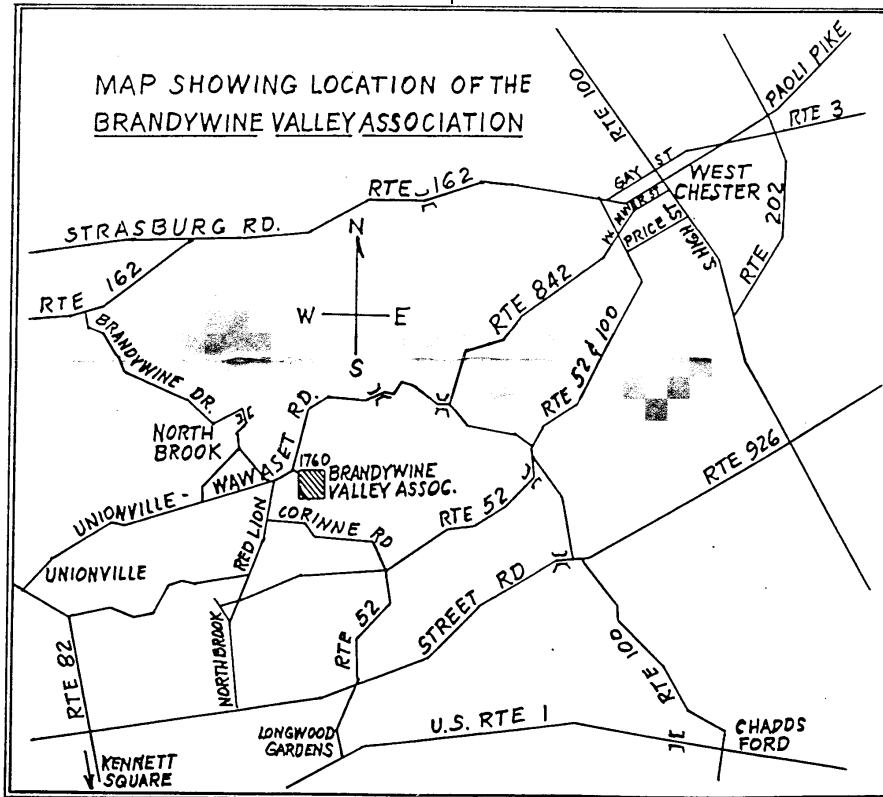 MAP SHOWING LOCATION OF THE
BRANDYWINE VALLEY ASSOCIATION
RTE 100
PAOLI PIKE
RTE 3
GAY ST
WEST
CHESTER
RTE 162
W. MINER ST
PRICE ST
S. HIGH ST
RTE 202
STRASBURG RD.
N
W
E
S
RTE 162
RTE 842
RTE 52 & 100
BRANDYWINE DR.
NORTH
BROOK
UNIONVILLE - WAWASET RD.
1760
BRANDYWINE
VALLEY ASSOC.
RTE 926
RED LION
CORINNE RD
RTE 52
UNIONVILLE
STREET RD
RTE 52
NORTHBROOK
RTE 82
RTE 100
LONGWOOD
GARDENS
U.S. RTE 1
CHADDS
FORD
KENNETT
SQUARE